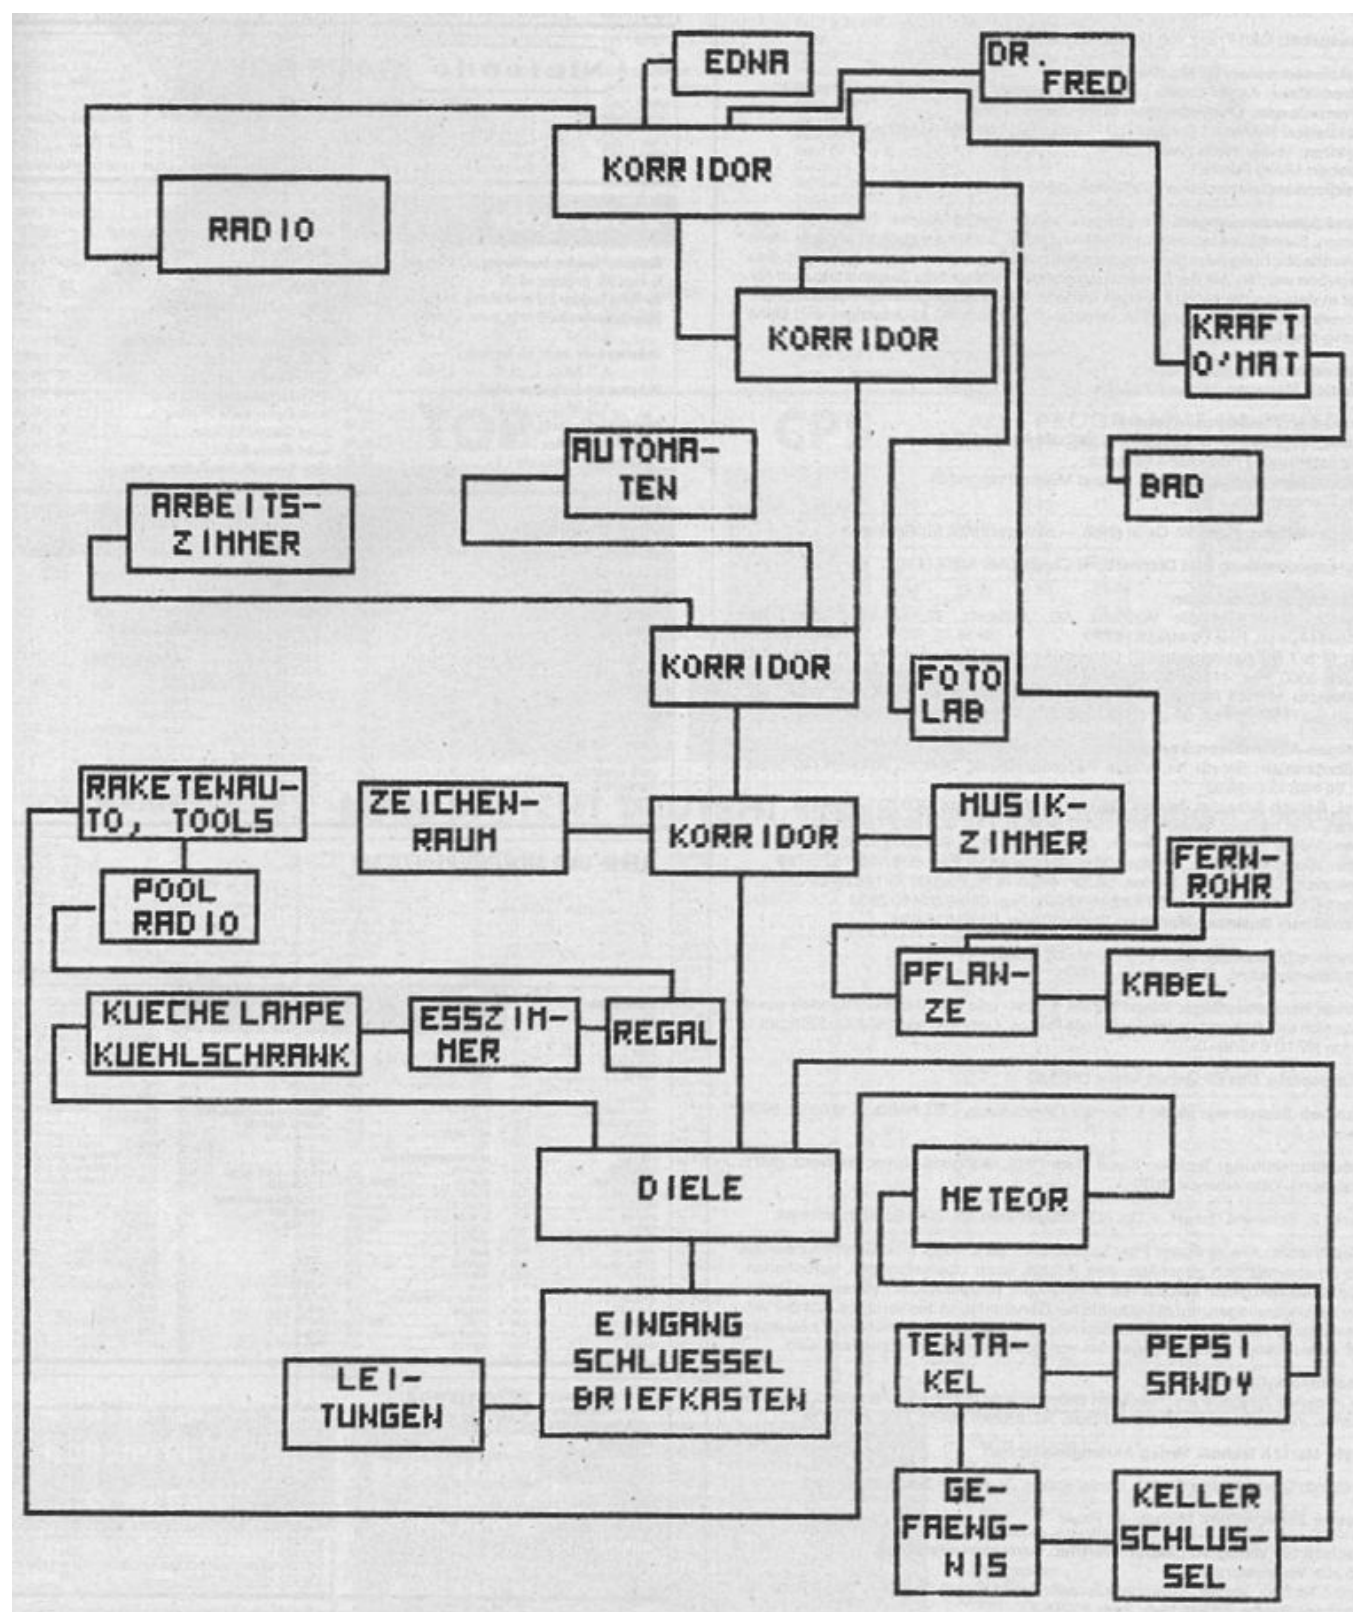 EDNA
DR.
FRED
KORRIDOR
RADIO
KORRIDOR
KRAFT
O'MAT
AUTOMA-
TEN
BAD
ARBEITS-
ZIMMER
KORRIDOR
FOTO
LAB
RAKETENAU-
TO, TOOLS
ZEICHEN-
RAUM
KORRIDOR
MUSIK-
ZIMMER
FERN-
ROHR
POOL
RADIO
PFLAN-
ZE
KABEL
KUECHE LAMPE
KUEHLSCHRANK
ESSZIM-
MER
REGAL
DIELE
METEOR
EINGANG
SCHLUESSEL
BRIEFKASTEN
LEI-
TUNGEN
TENTA-
KEL
PEPSI
SANDY
GE-
FAENG-
NIS
KELLER
SCHLUS-
SEL